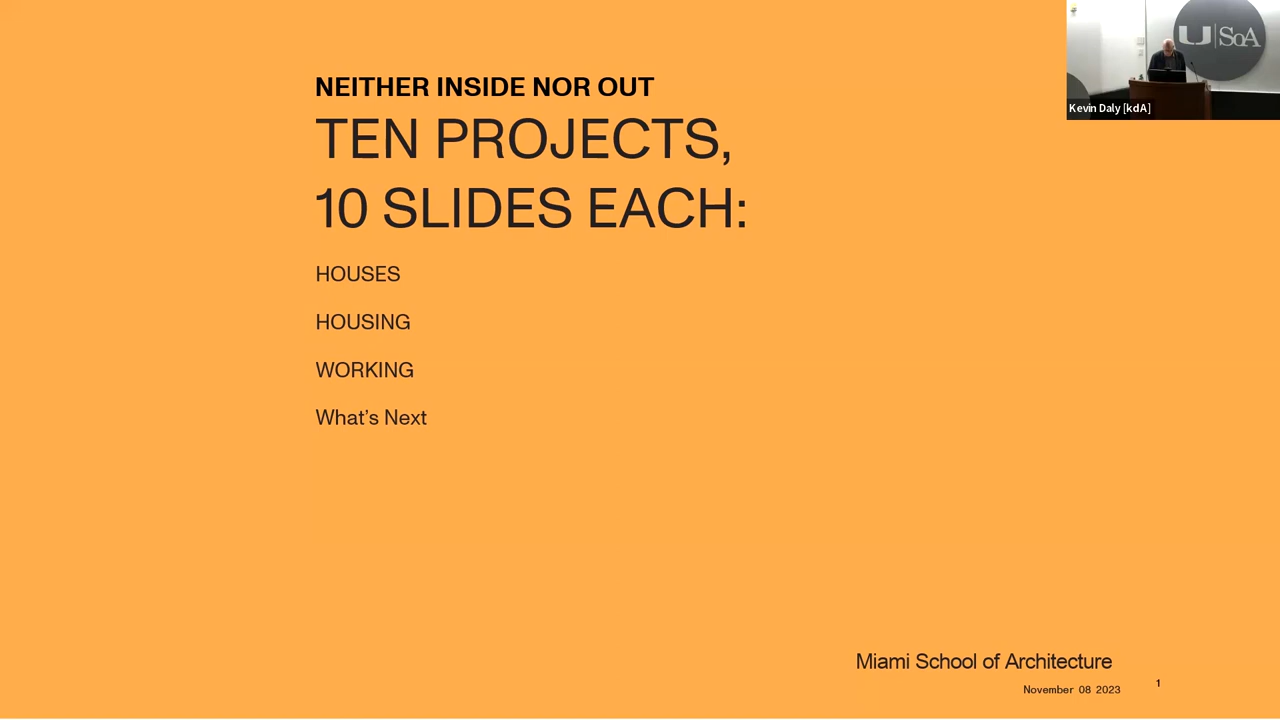 NEITHER INSIDE NOR OUT
TEN PROJECTS,
10 SLIDES EACH:
HOUSES
HOUSING
WORKING
What's Next
Miami School of Architecture
November 08 2023
1
U | SoA
Kevin Daly [kdA]